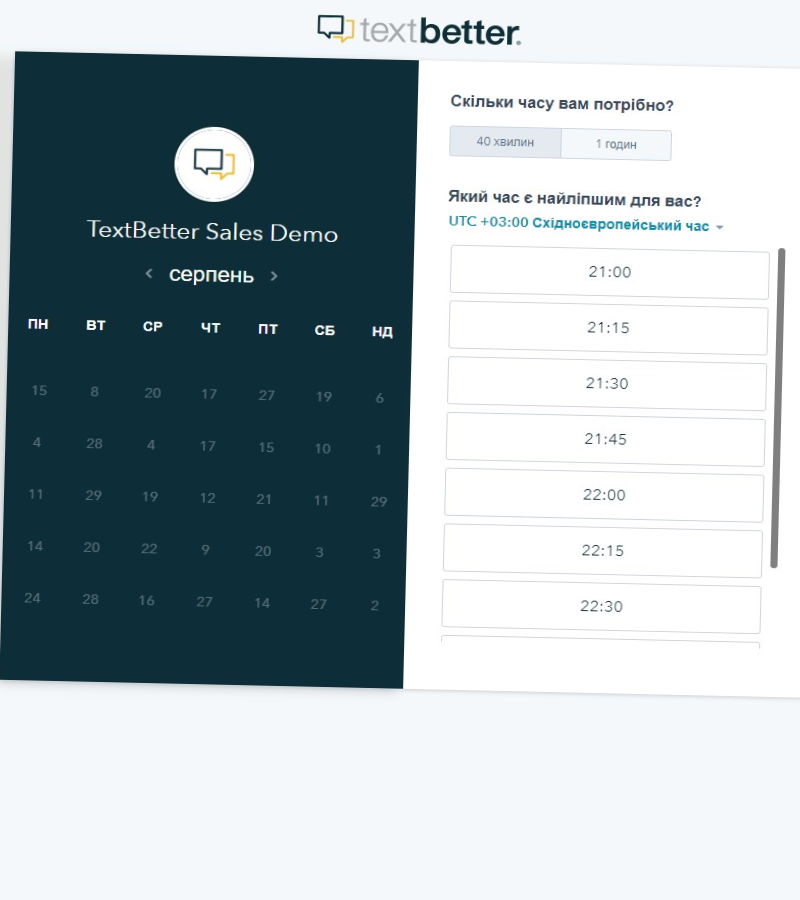 textbetter.
TextBetter Sales Demo
серпень
ПН ВТ СР ЧТ ПТ СБ НД
15 8 20 17 27 19 6
4 28 4 17 15 10 1
11 29 19 12 21 11 29
14 20 22 9 20 3 3
24 28 16 27 14 27 2
Скільки часу вам потрібно?
40 хвилин 1 годин
Який час є найліпшим для вас?
UTC +03:00 Східноєвропейський час
21:00
21:15
21:30
21:45
22:00
22:15
22:30